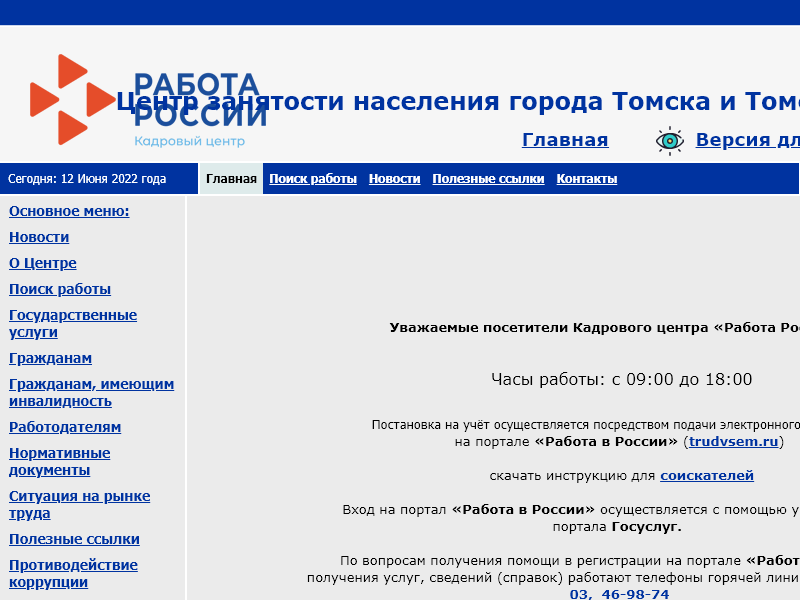 РАБОТА
РОССИИ
Кадровый центр
Центр занятости населения города Томска и
Главная
Версия
Сегодня: 12 Июня 2022 года
Главная Поиск работы Новости Полезные ссылки Контакты
Основное меню:
Новости
О Центре
Поиск работы
Государственные
услуги
Гражданам
Гражданам, имеющим
инвалидность
Работодателям
Нормативные
документы
Ситуация на рынке
труда
Полезные ссылки
Противодействие
коррупции
Уважаемые посетители Кадрового центра «Работа
Часы работы: с 09:00 до 18:00
Постановка на учёт осуществляется посредством подачи электронного
на портале «Работа в России» (trudvsem.ru)
скачать инструкцию для соискателей
Вход на портал «Работа в России» осуществляется с помощью
портала Госуслуг.
По вопросам получения помощи в регистрации на портале
получения услуг, сведений (справок) работают телефоны горячей
03, 46-98-74